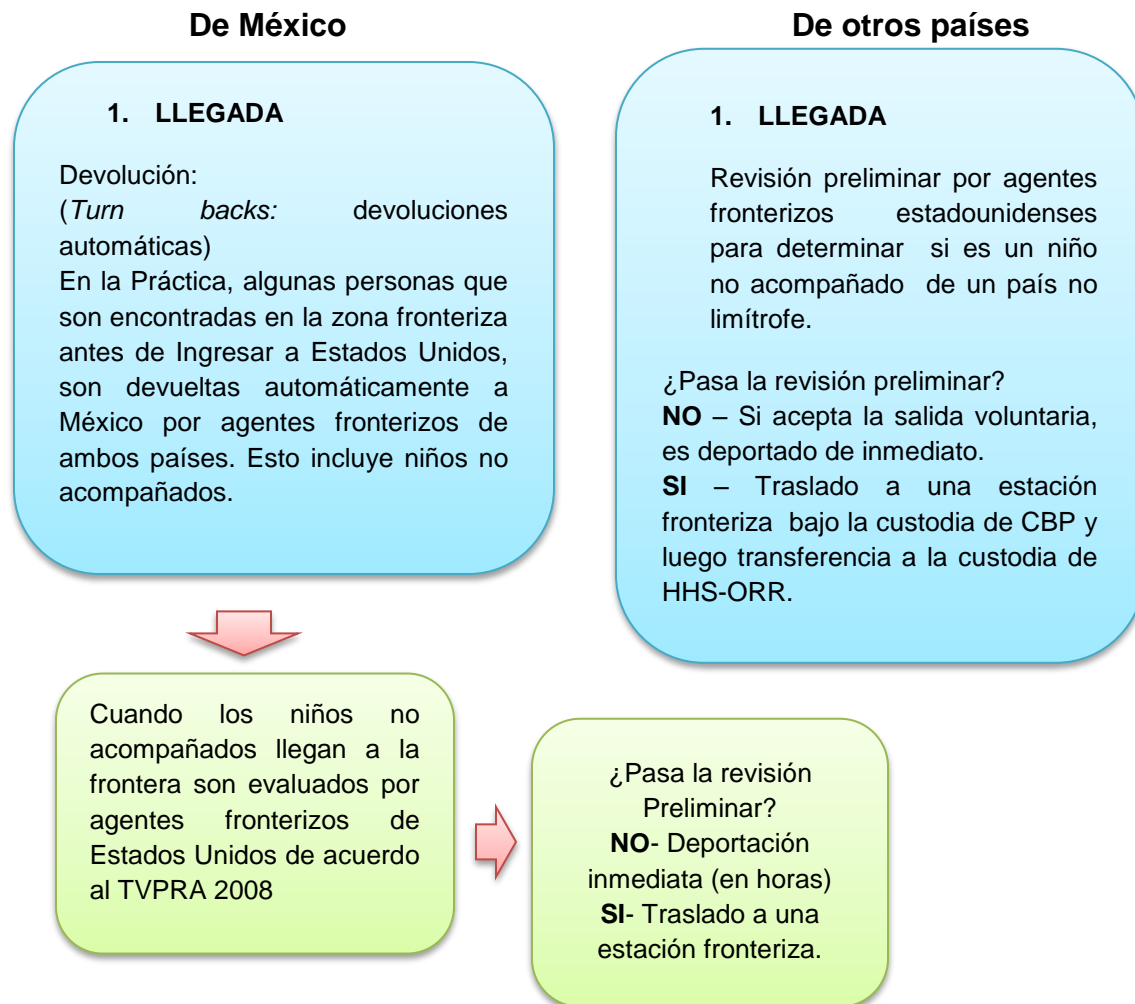 De México
1. LLEGADA
Devolución:
(Turn backs: devoluciones
automáticas)
En la Práctica, algunas personas que
son encontradas en la zona fronteriza
antes de Ingresar a Estados Unidos,
son devueltas automáticamente a
México por agentes fronterizos de
ambos países. Esto incluye niños no
acompañados.
Cuando los niños no
acompañados llegan a la
frontera son evaluados por
agentes fronterizos de
Estados Unidos de acuerdo
al TVPRA 2008
¿Pasa la revisión
Preliminar?
NO- Deportación
inmediata (en horas)
SI- Traslado a una
estación fronteriza.
De otros países
1. LLEGADA
Revisión preliminar por agentes
fronterizos estadounidenses
para determinar si es un niño
no acompañado de un país no
limítrofe.
¿Pasa la revisión preliminar?
NO – Si acepta la salida voluntaria,
es deportado de inmediato.
SI – Traslado a una estación
fronteriza bajo la custodia de CBP y
luego transferencia a la custodia de
HHS-ORR.